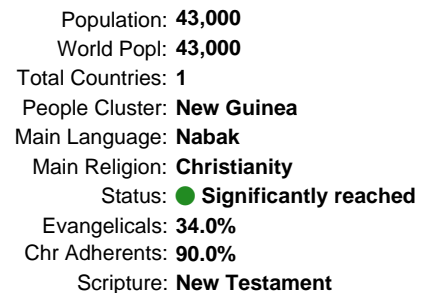 Population: 43,000
World Popl: 43,000
Total Countries: 1
People Cluster: New Guinea
Main Language: Nabak
Main Religion: Christianity
Status: Significantly reached
Evangelicals: 34.0%
Chr Adherents: 90.0%
Scripture: New Testament